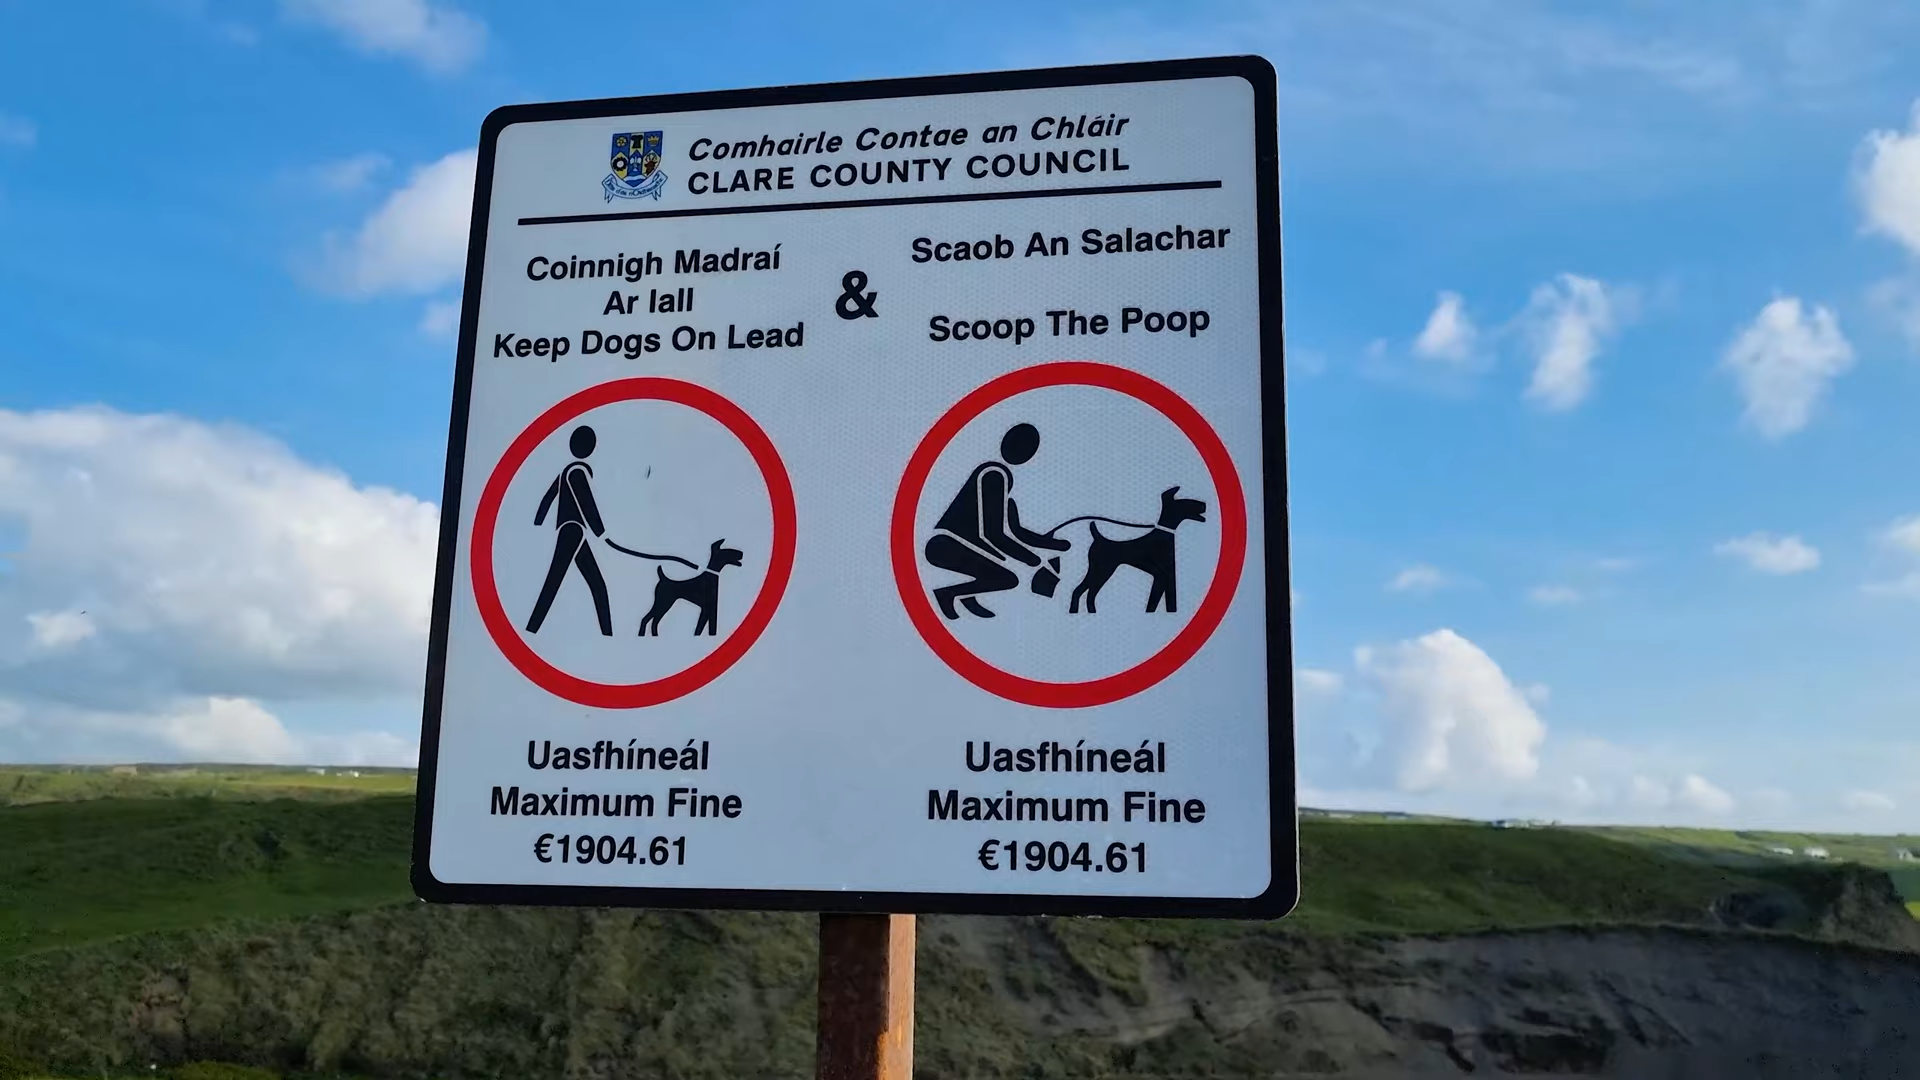 Comhairle Contae an Chláir
CLARE COUNTY COUNCIL
Coinnigh Madraí
Ar Iall
Keep Dogs On Lead
&
Scaob An Salachar
Scoop The Poop
Uasfhíneál
Maximum Fine
€1904.61
Uasfhíneál
Maximum Fine
€1904.61